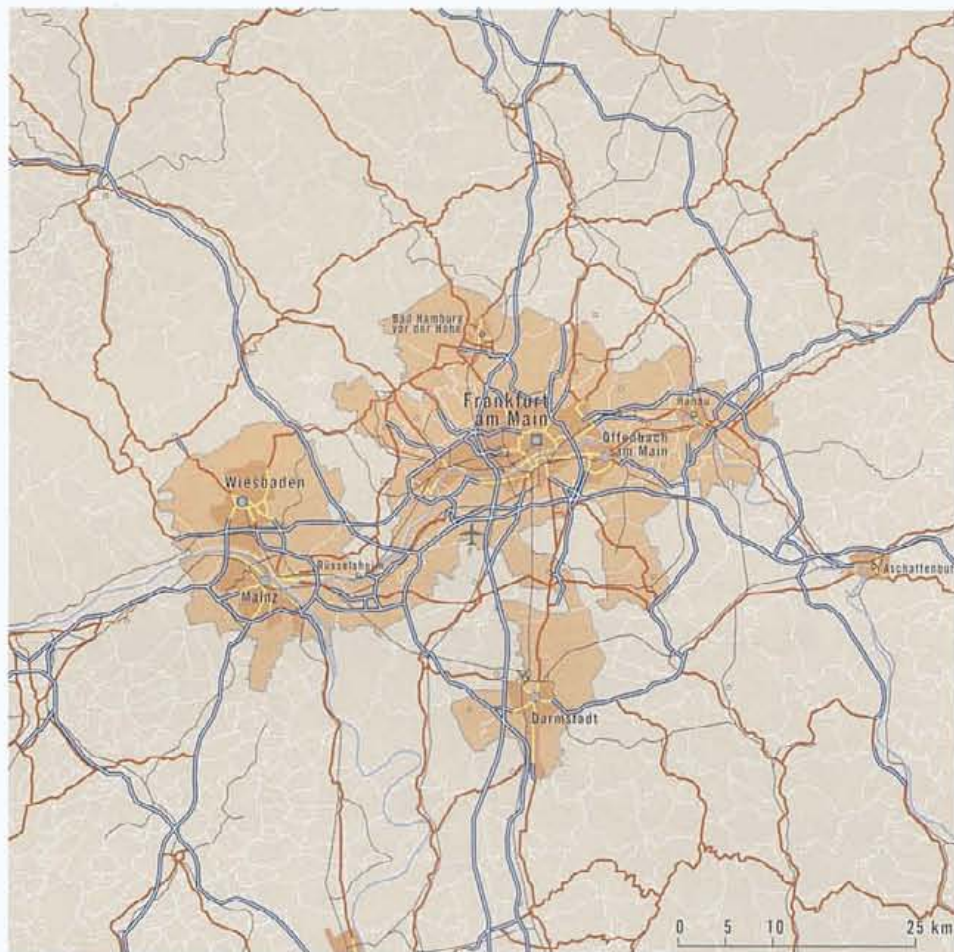 Bad Hamburg
vor der Höhe
Frankfurt
am Main
Hanau
Offenbach
am Main
Wiesbaden
Rüsselsheim
Mainz
Aschaffenburg
Darmstadt
0 5 10 25 km